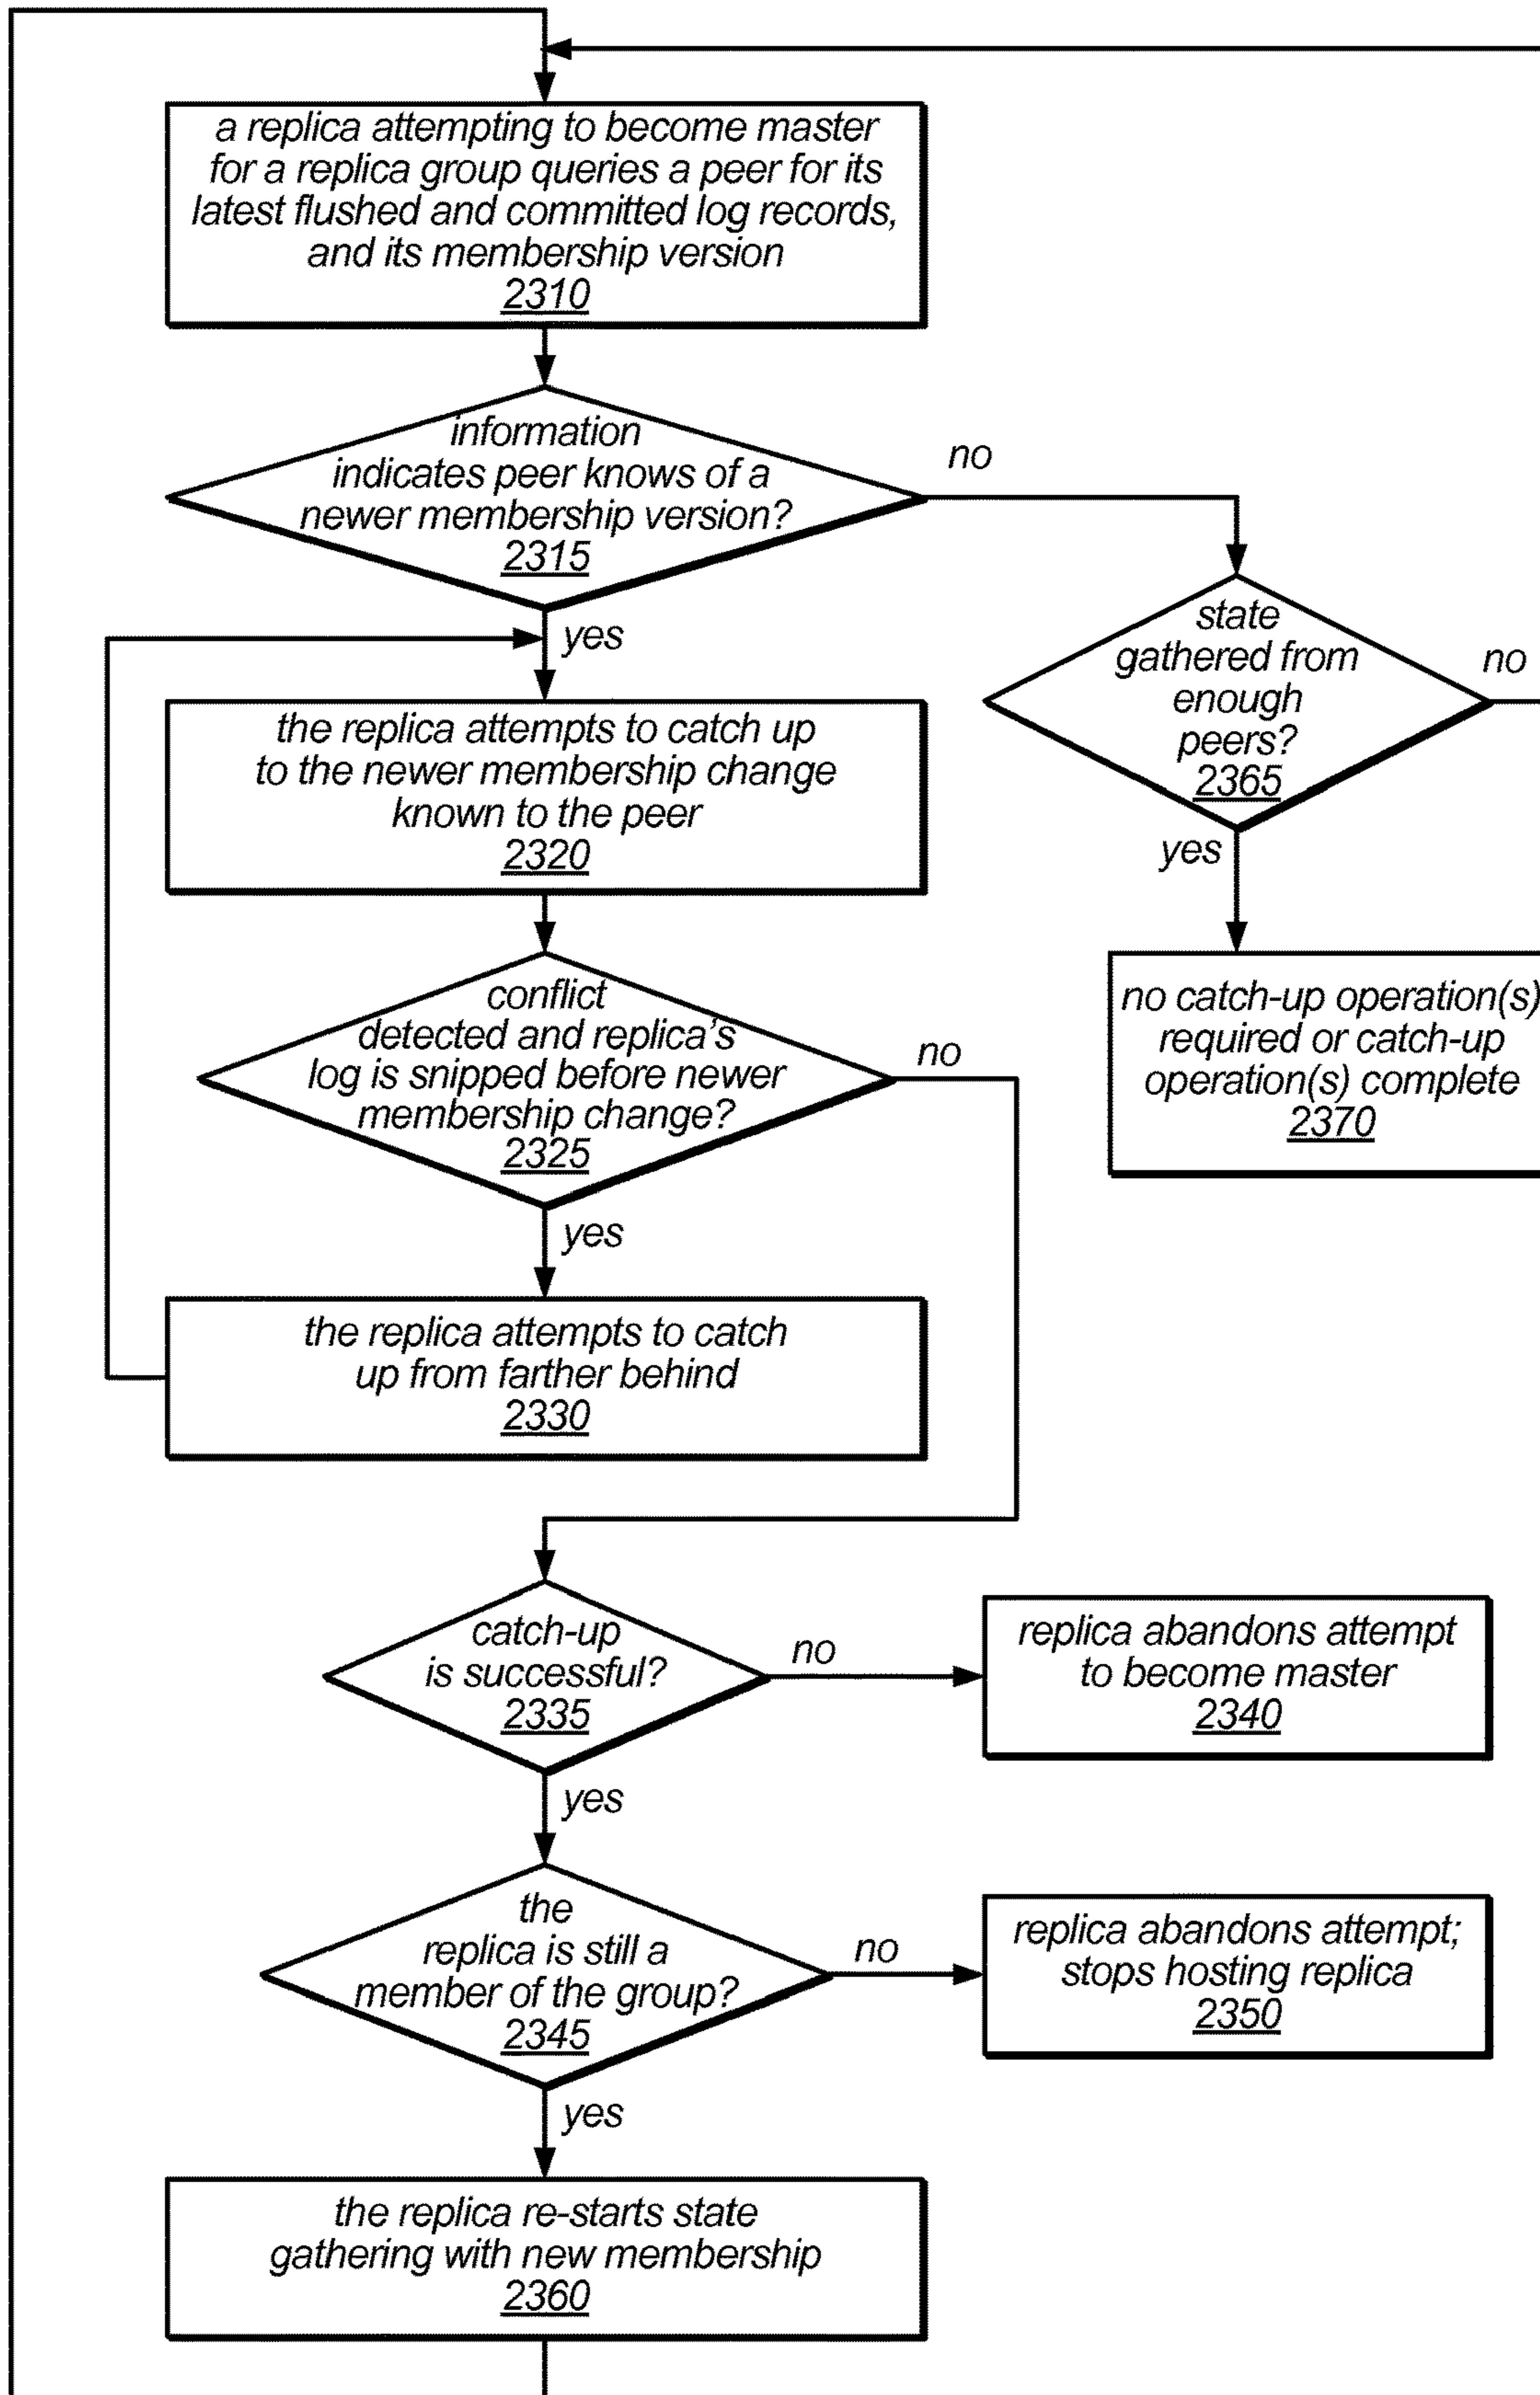 a replica attempting to become master
for a replica group queries a peer for its
latest flushed and committed log records,
and its membership version
2310
information
indicates peer knows of a
newer membership version?
2315
no
yes
state
gathered from
enough
peers?
2365
no
yes
the replica attempts to catch up
to the newer membership change
known to the peer
2320
no catch-up operation(s)
required or catch-up
operation(s) complete
2370
conflict
detected and replica's
log is snipped before newer
membership change?
2325
no
yes
the replica attempts to catch
up from farther behind
2330
catch-up
is successful?
2335
no
replica abandons attempt
to become master
2340
yes
the
replica is still a
member of the group?
2345
no
replica abandons attempt;
stops hosting replica
2350
yes
the replica re-starts state
gathering with new membership
2360